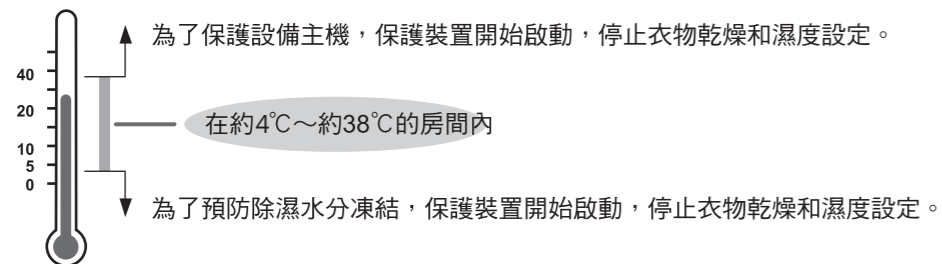 為了保護設備主機，保護裝置開始啟動，停止衣物乾燥和濕度設定。
40
20
在約4℃～約38℃的房間內
10
5
0
為了預防除濕水分凍結，保護裝置開始啟動，停止衣物乾燥和濕度設定。